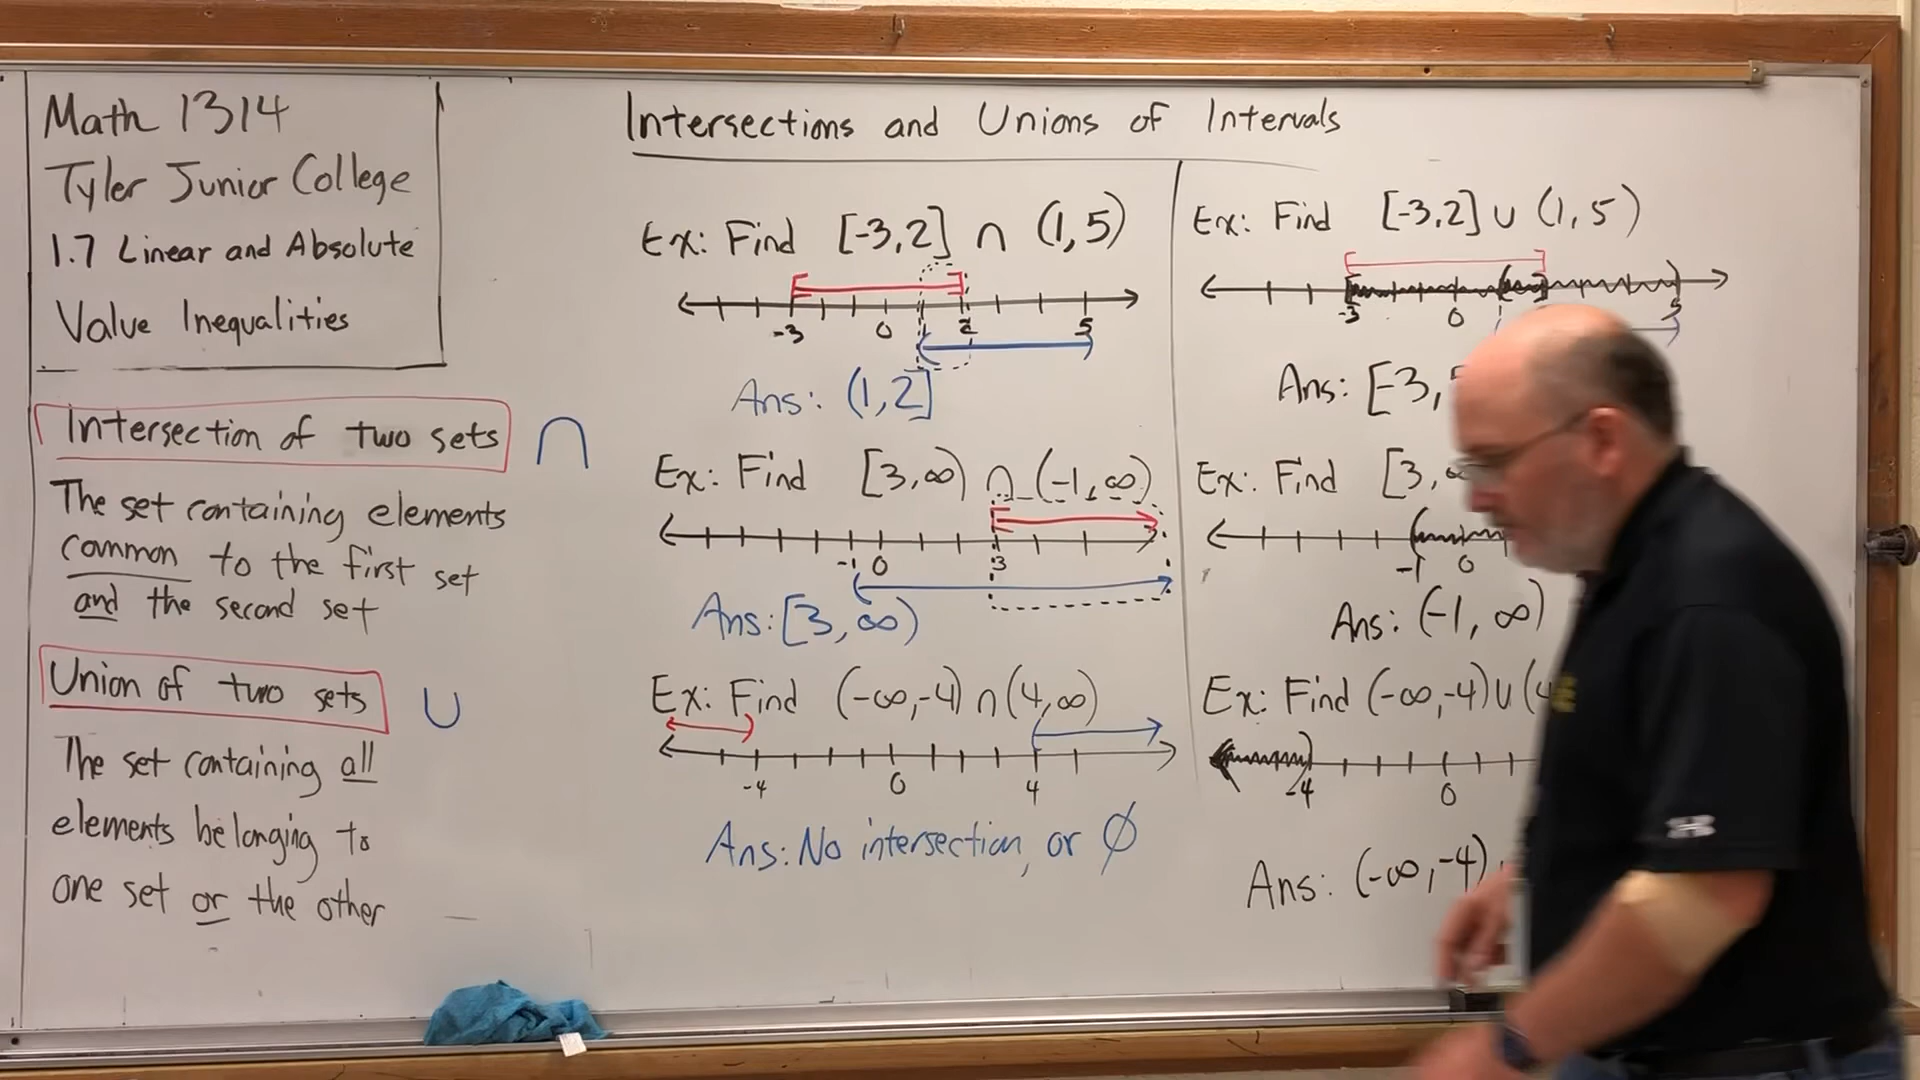 Math 1314
Tyler Junior College
1.7 Linear and Absolute
Value Inequalities
Intersection of two sets ∩
The set containing elements
common to the first set
and the second set
Union of two sets ∪
The set containing all
elements belonging to
one set or the other
Intersections and Unions of Intervals
Ex: Find [-3,2] ∩ (1,5)
-3 0 2 5
Ans: (1,2]
Ex: Find [3,∞) ∩ (-1,∞)
-1 0 3
Ans: [3,∞)
Ex: Find (-∞,-4) ∩ (4,∞)
-4 0 4
Ans: No intersection, or ∅
Ex: Find [-3,2] ∪ (1,5)
-3 0 5
Ans: [-3,
Ex: Find [3,
-1 0
Ans: (-1,∞)
Ex: Find (-∞,-4) ∪ (4
-4 0
Ans: (-∞,-4)